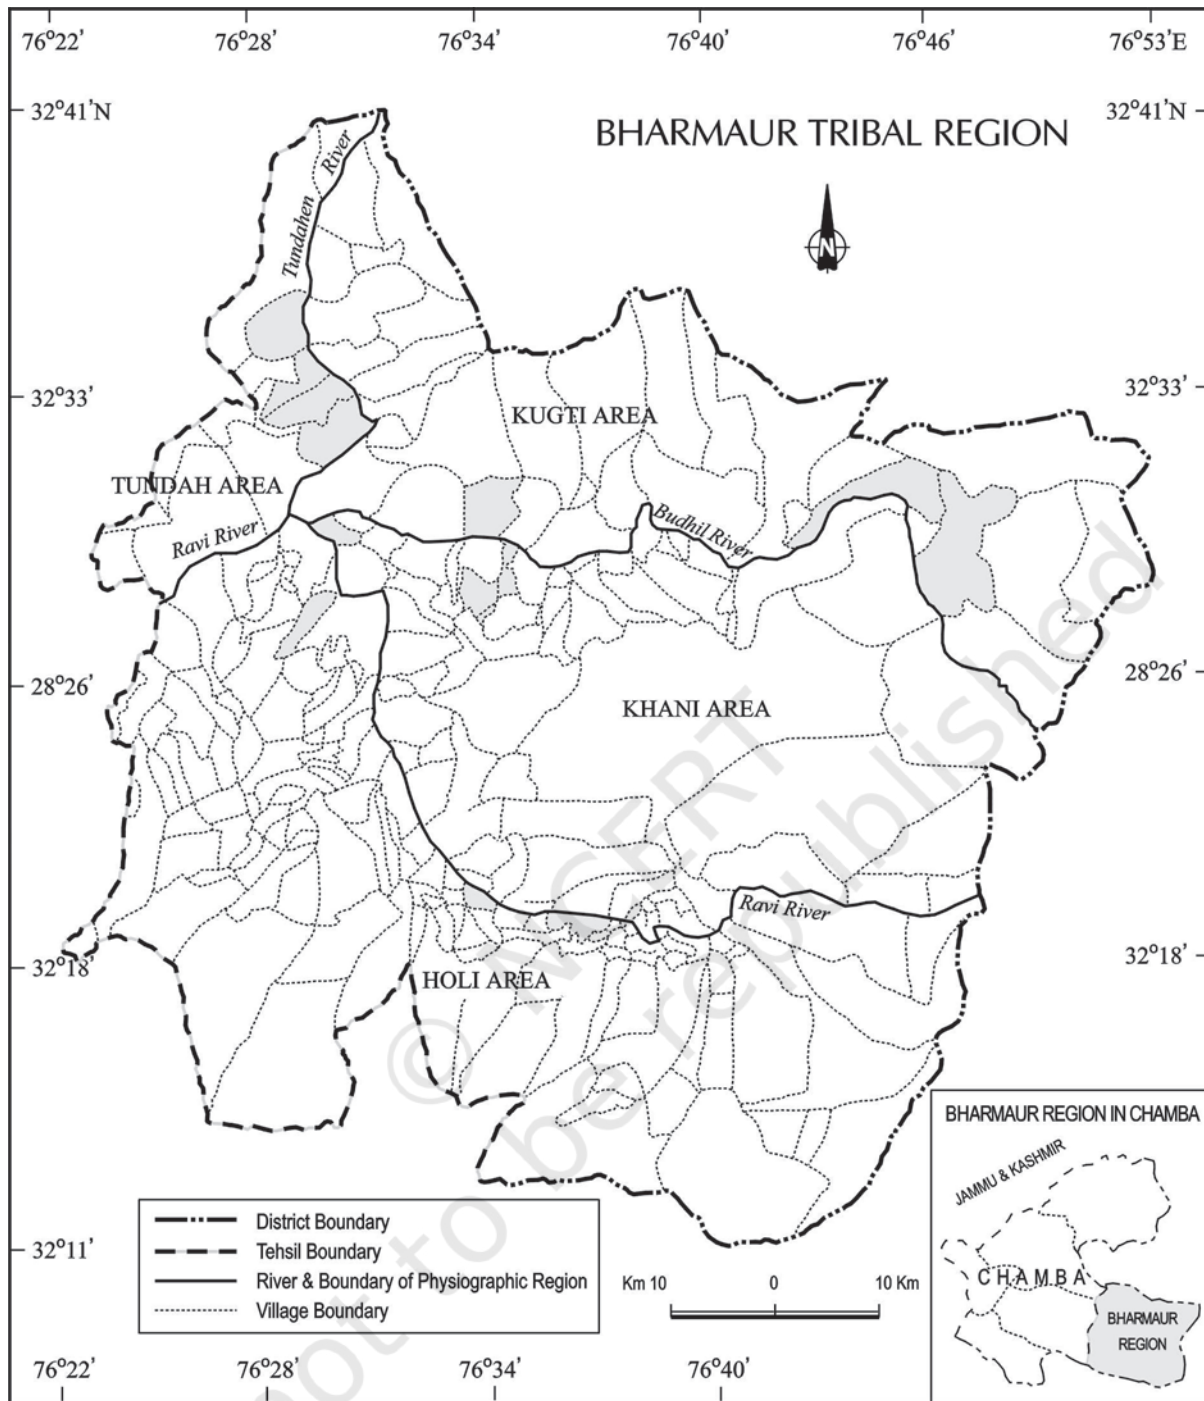 76°22' 76°28' 76°34' 76°40' 76°46' 76°53'E
32°41'N 32°41'N
BHARMAUR TRIBAL REGION
Tundahen River
N
32°33' 32°33'
KUGTI AREA
TUNDAH AREA
Ravi River
Budhil River
28°26' 28°26'
KHANI AREA
Ravi River
32°18' 32°18'
HOLI AREA
© NCERT
not to be republished
BHARMAUR REGION IN CHAMBA
JAMMU & KASHMIR
CHAMBA
BHARMAUR
REGION
District Boundary
Tehsil Boundary
River & Boundary of Physiographic Region
Village Boundary
32°11'
Km 10 0 10 Km
76°22' 76°28' 76°34' 76°40'